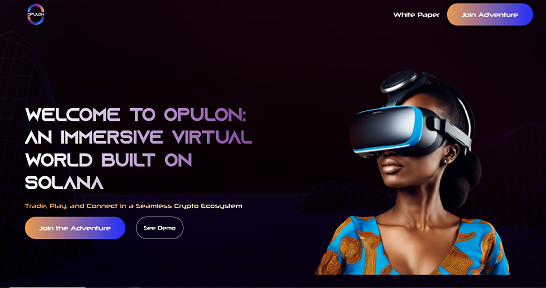 OPULON
White Paper
Join Adventure
WELCOME TO OPULON:
AN IMMERSIVE VIRTUAL
WORLD BUILT ON
SOLANA
Trade, Play, and Connect in a Seamless Crypto Ecosystem
Join the Adventure
See Demo